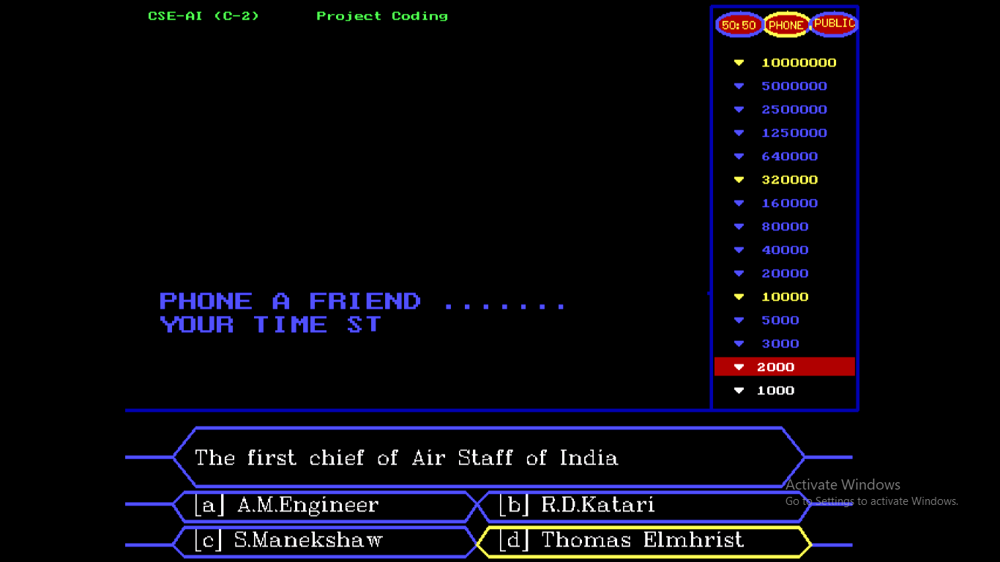 CSE-AI (C-2) Project Coding
50:50 PHONE PUBLIC
10000000
5000000
2500000
1250000
640000
320000
160000
80000
40000
20000
10000
5000
3000
2000
1000
PHONE A FRIEND .......
YOUR TIME ST
The first chief of Air Staff of India
[a] A.M.Engineer
[b] R.D.Katari
[c] S.Manekshaw
[d] Thomas Elmhrist
Activate Windows
Go to Settings to activate Windows.